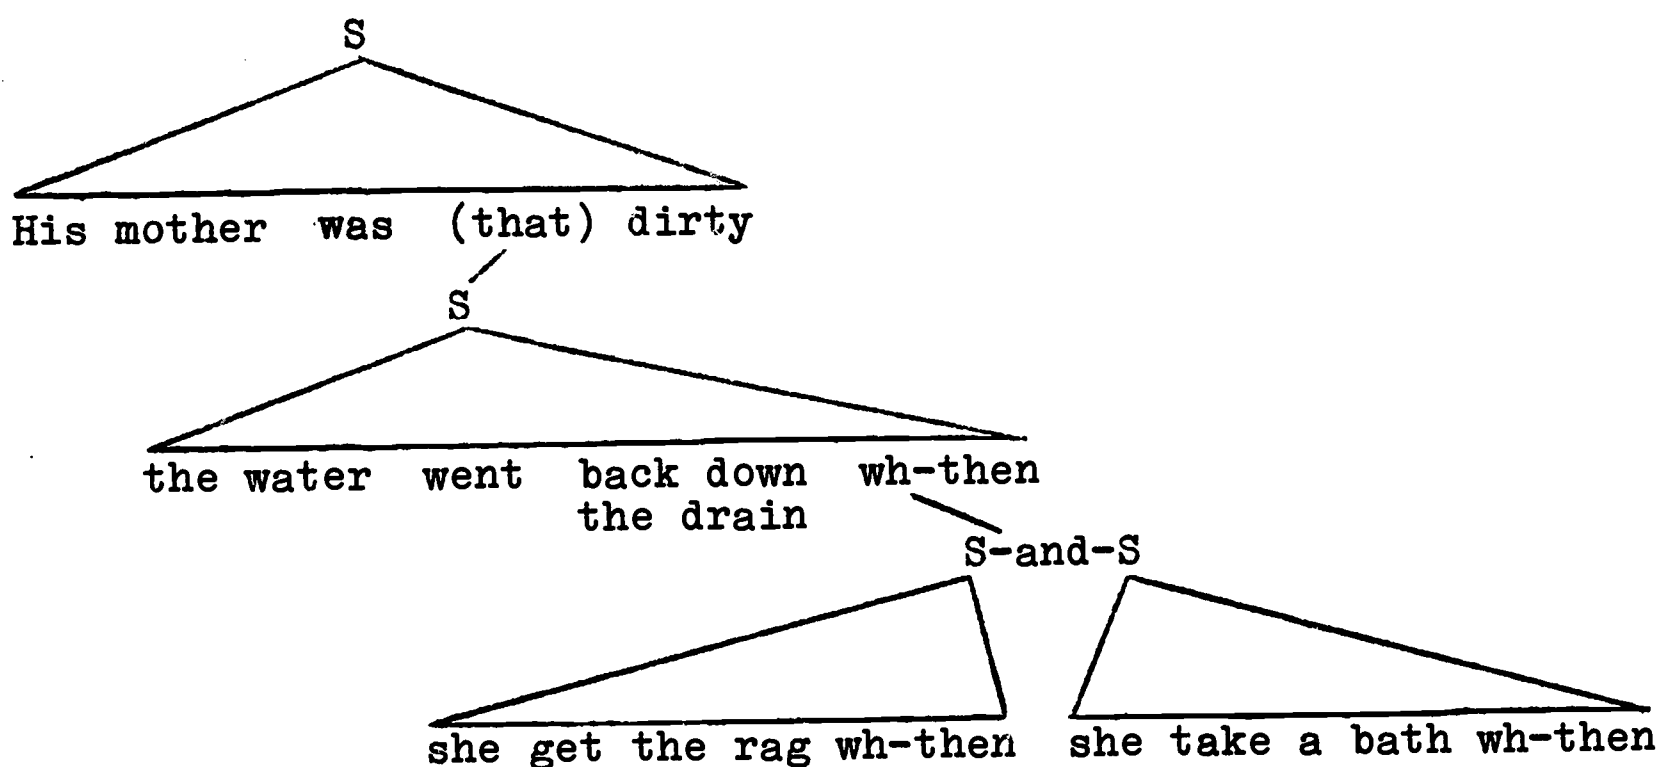 S
His mother was (that) dirty
S
the water went back down wh-then
the drain
S-and-S
she get the rag wh-then she take a bath wh-then